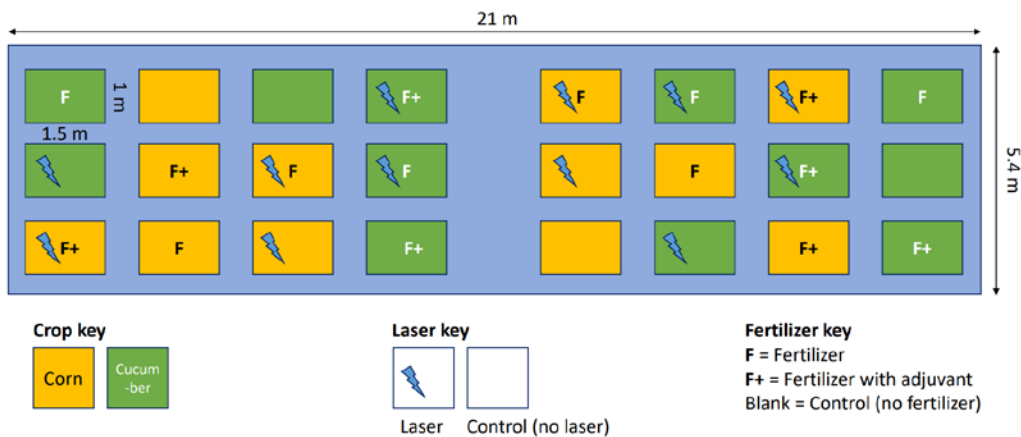 21 m
F
1 m
F+
F
F
F+
F
1.5 m
5.4 m
F+
F
F
F
F+
F+
F
F+
F+
F+
Crop key
Laser key
Fertilizer key
Corn
Cucum
-ber
F = Fertilizer
F+ = Fertilizer with adjuvant
Blank = Control (no fertilizer)
Laser
Control (no laser)